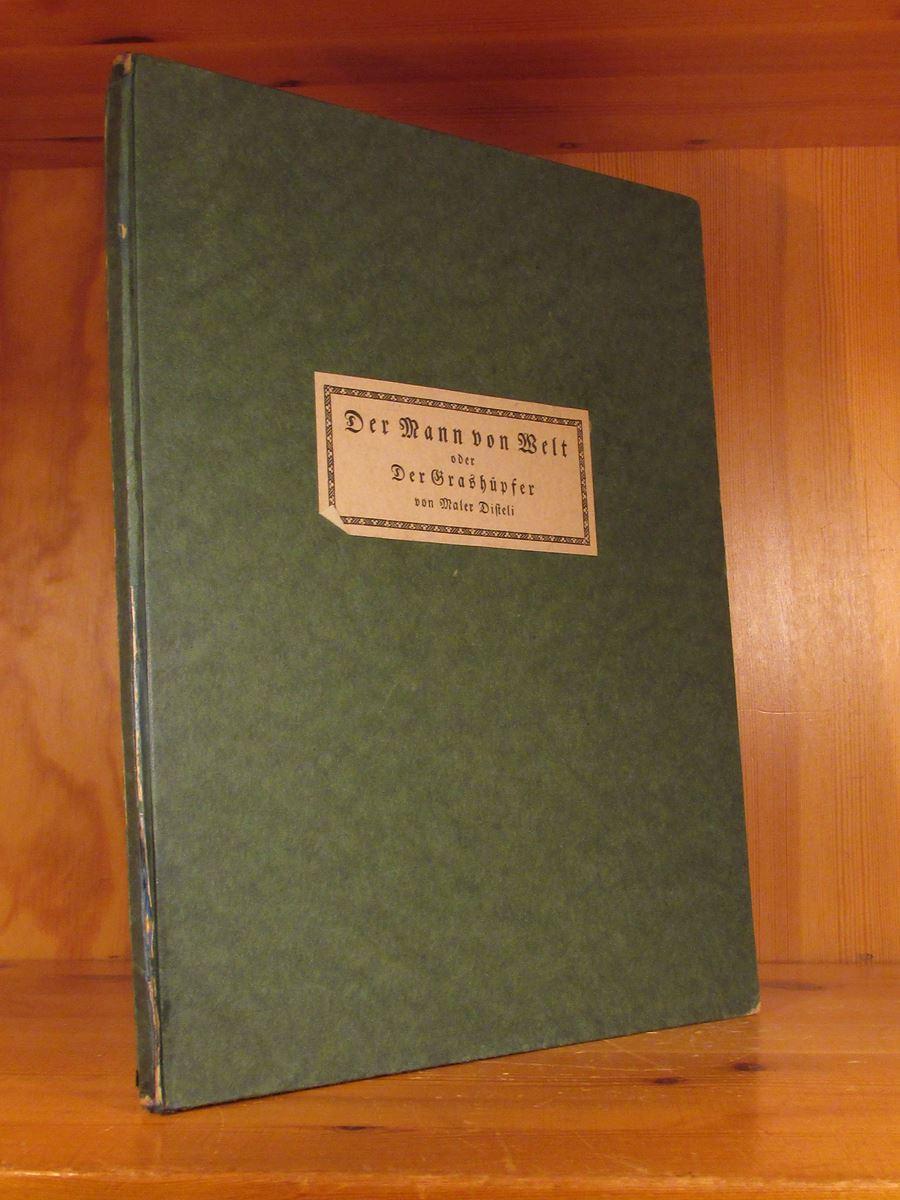 Der Mann von Welt
oder
Der Grashüpfer
von Maler Disteli